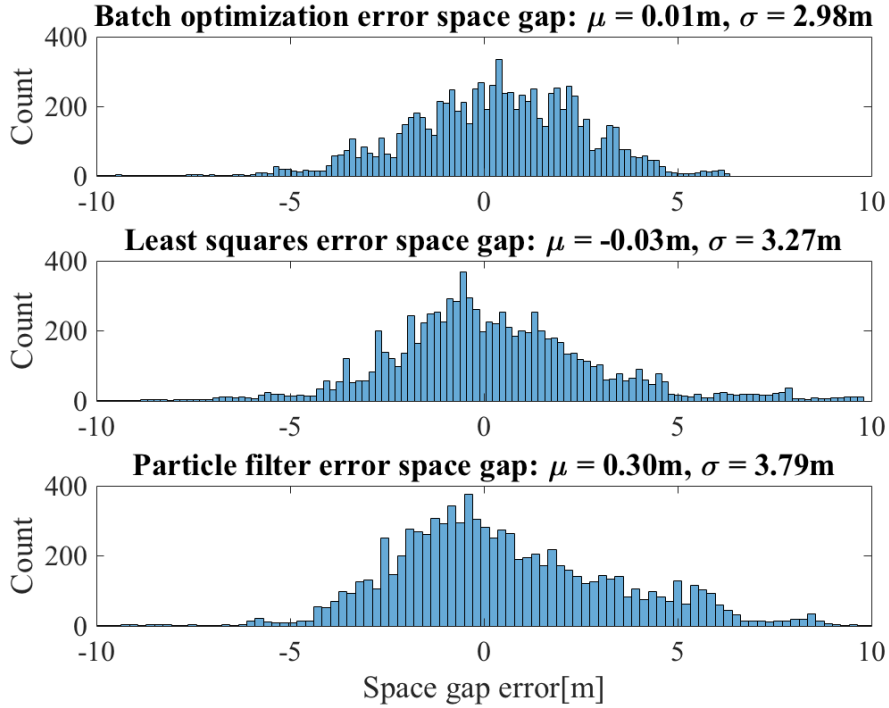 Batch optimization error space gap: μ = 0.01m, σ = 2.98m
400
200
0
Count
-10 -5 0 5 10
Least squares error space gap: μ = -0.03m, σ = 3.27m
400
200
0
Count
-10 -5 0 5 10
Particle filter error space gap: μ = 0.30m, σ = 3.79m
400
200
0
Count
-10 -5 0 5 10
Space gap error[m]